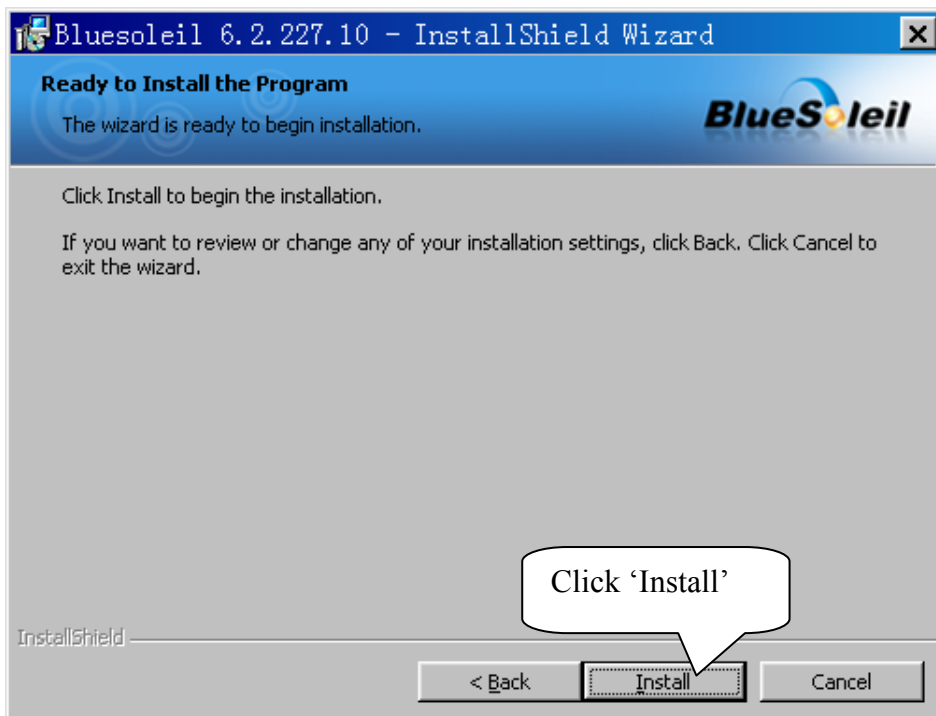 Bluesoleil 6.2.227.10 - InstallShield Wizard
Ready to Install the Program
The wizard is ready to begin installation.
BlueSoleil
Click Install to begin the installation.
If you want to review or change any of your installation settings, click Back. Click Cancel to
exit the wizard.
Click ‘Install’
InstallShield
< Back
Install
Cancel